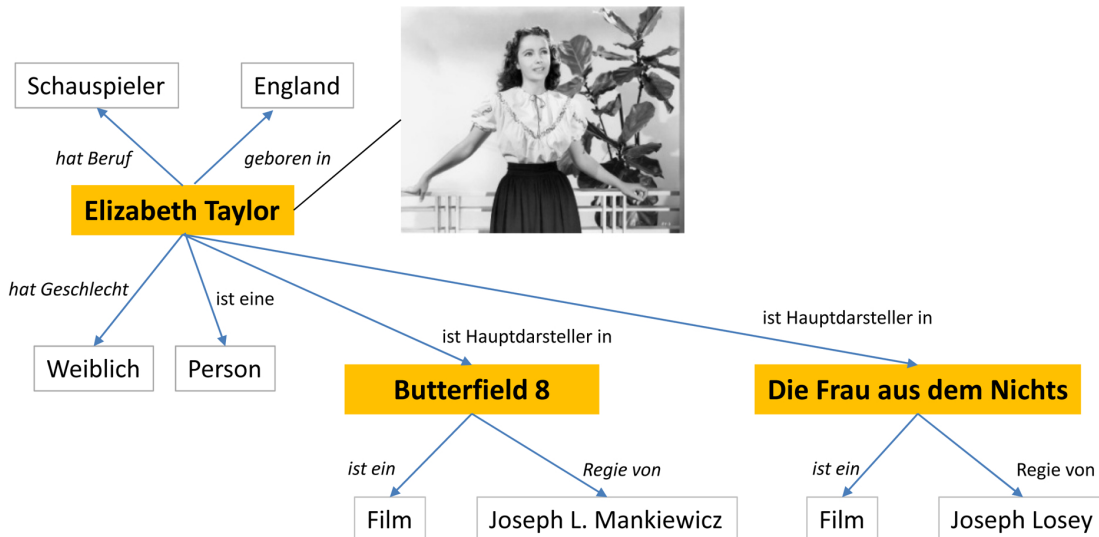 Schauspieler
England
hat Beruf
geboren in
Elizabeth Taylor
hat Geschlecht
ist eine
ist Hauptdarsteller in
ist Hauptdarsteller in
Weiblich
Person
Butterfield 8
Die Frau aus dem Nichts
ist ein
Regie von
ist ein
Regie von
Film
Joseph L. Mankiewicz
Film
Joseph Losey